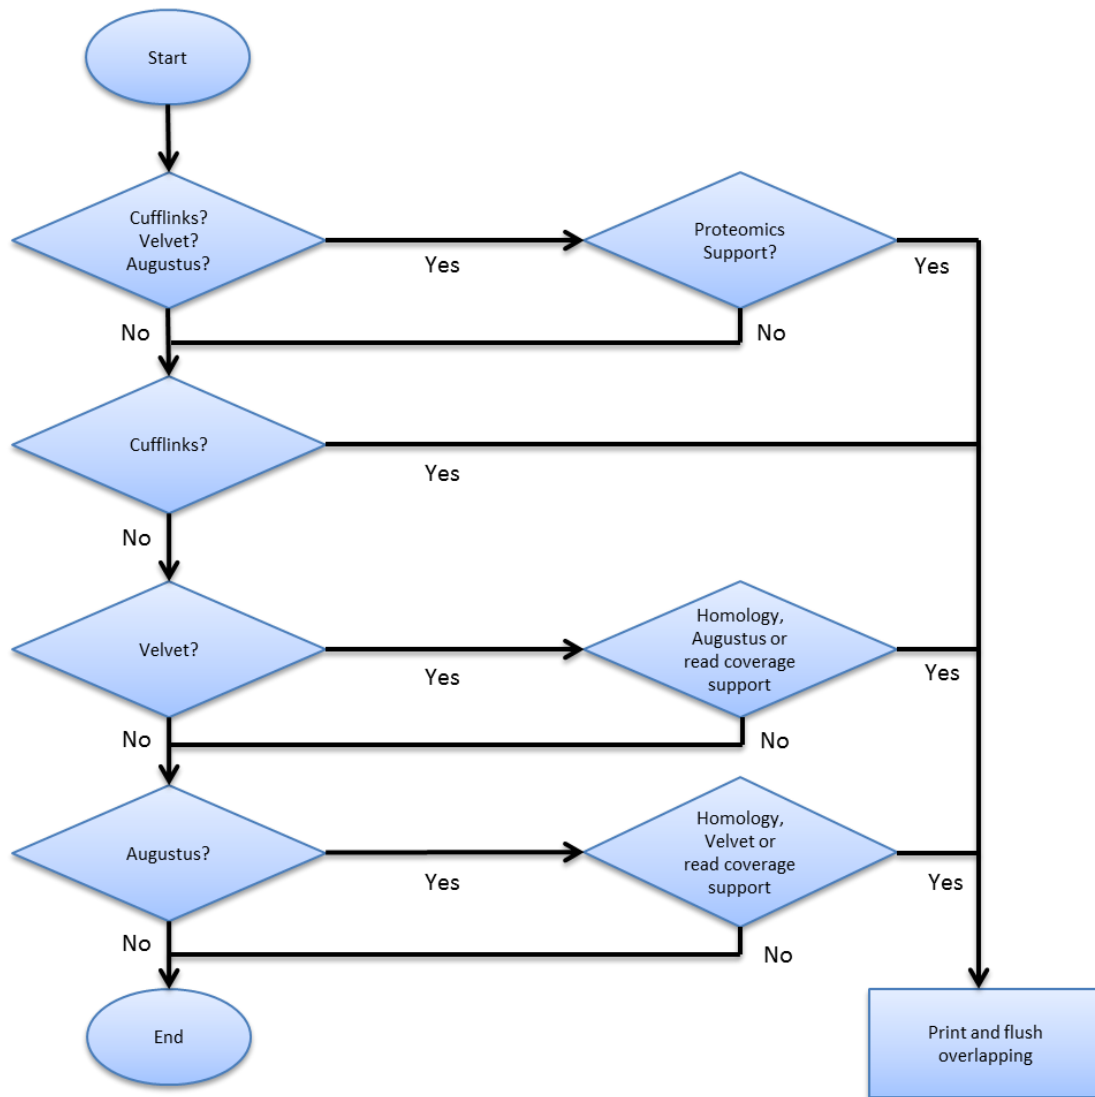 Start
Cufflinks?
Velvet?
Augustus?
Yes
Proteomics
Support?
Yes
No
No
Cufflinks?
Yes
No
Velvet?
Yes
Homology,
Augustus or
read coverage
support
Yes
No
No
Augustus?
Yes
Homology,
Velvet or
read coverage
support
Yes
No
No
End
Print and flush
overlapping